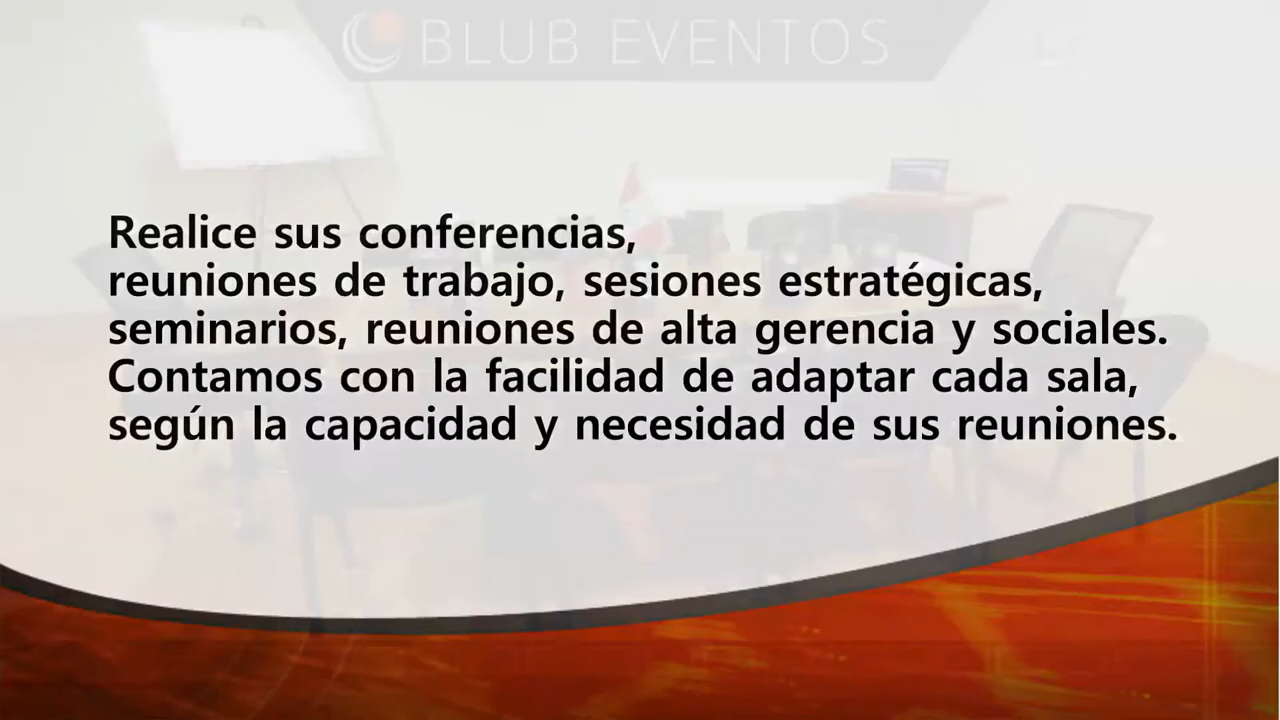 BLUB EVENTOS
Realice sus conferencias,
reuniones de trabajo, sesiones estratégicas,
seminarios, reuniones de alta gerencia y sociales.
Contamos con la facilidad de adaptar cada sala,
según la capacidad y necesidad de sus reuniones.